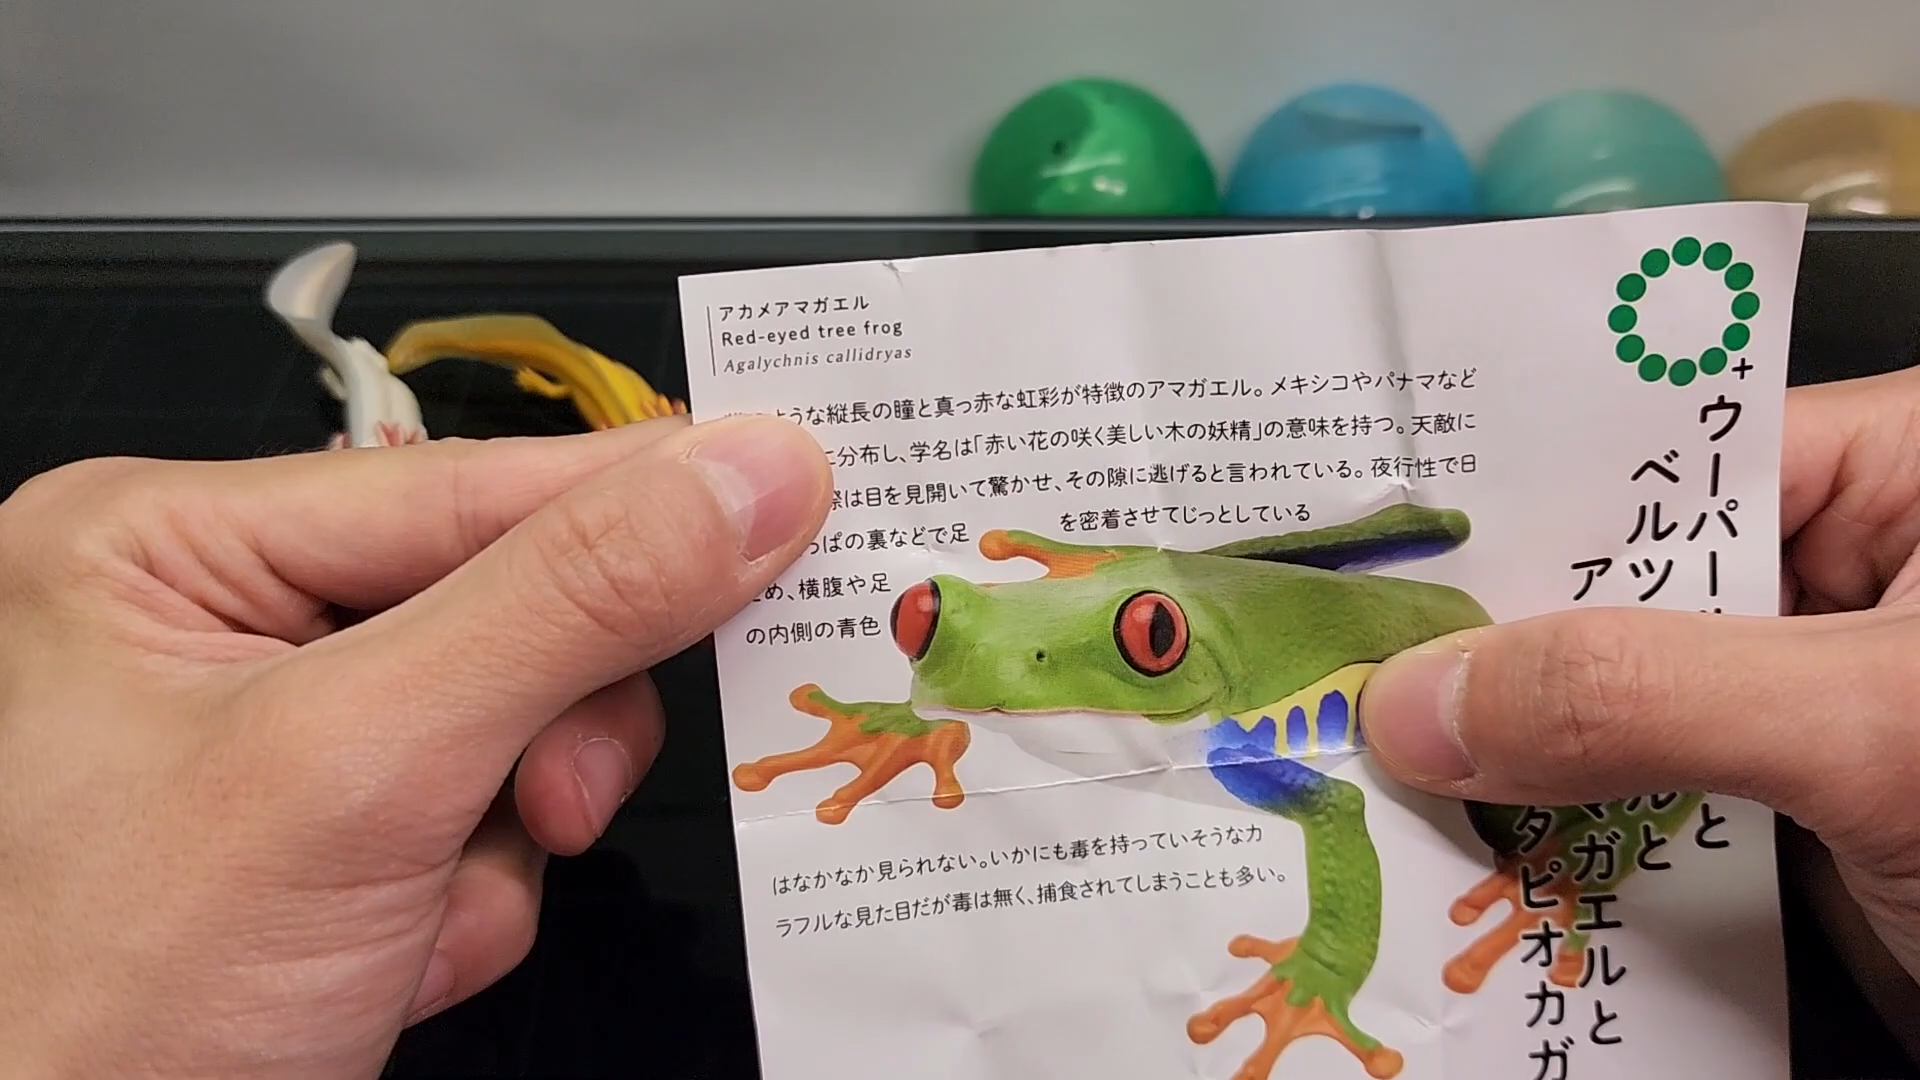 アカメアマガエル
Red-eyed tree frog
Agalychnis callidryas
ような縦長の瞳と真っ赤な虹彩が特徴のアマガエル。メキシコやパナマなど
に分布し、学名は「赤い花の咲く美しい木の妖精」の意味を持つ。天敵に
際は目を見開いて驚かせ、その隙に逃げると言われている。夜行性で日
っぱの裏などで足を密着させてじっとしている
め、横腹や足
の内側の青色
はなかなか見られない。いかにも毒を持っていそうなカ
ラフルな見た目だが毒は無く、捕食されてしまうことも多い。
+
ウーパール
と
ベルツ
ルと
ア
マガエルと
タピオカガ